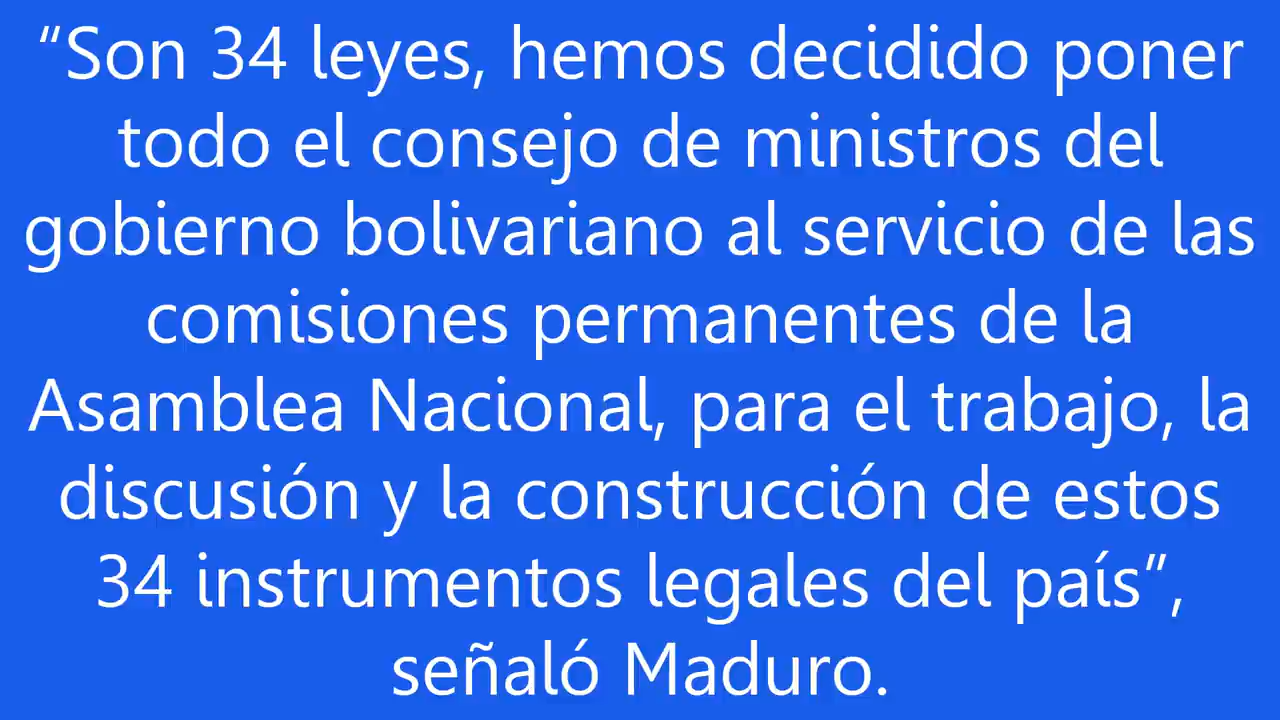 “Son 34 leyes, hemos decidido poner
todo el consejo de ministros del
gobierno bolivariano al servicio de las
comisiones permanentes de la
Asamblea Nacional, para el trabajo, la
discusión y la construcción de estos
34 instrumentos legales del país”,
señaló Maduro.